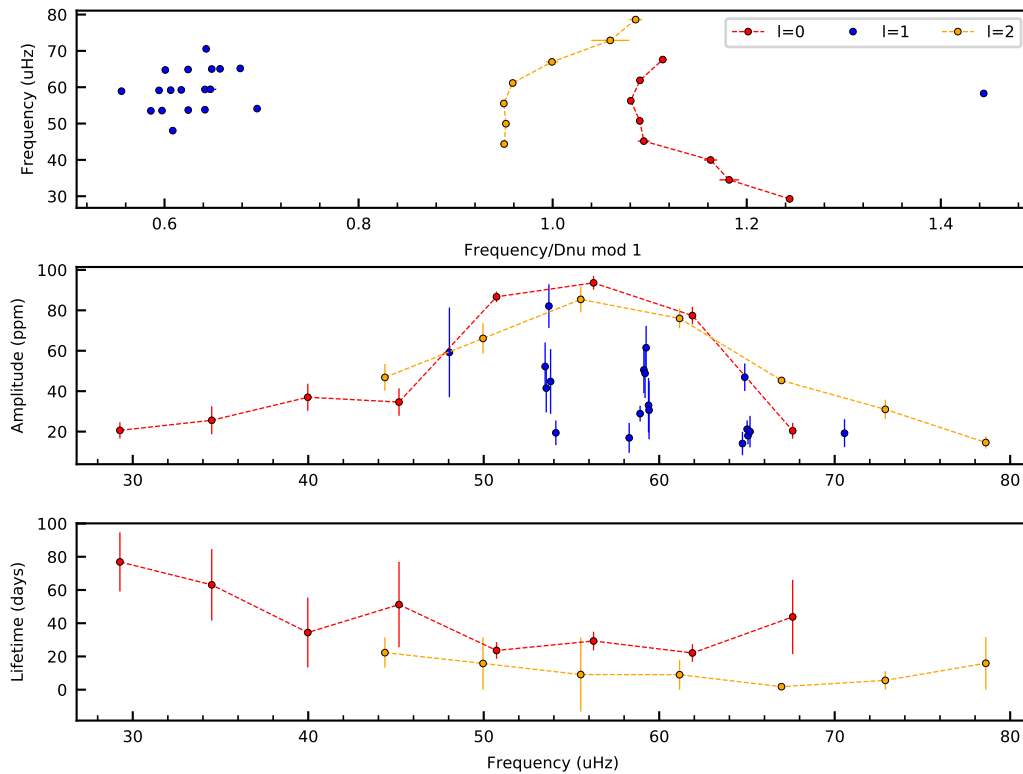 80
70
60
50
40
30
Frequency (uHz)
l=0 l=1 l=2
0.6 0.8 1.0 1.2 1.4
Frequency/Dnu mod 1
100
80
60
40
20
Amplitude (ppm)
30 40 50 60 70 80
100
80
60
40
20
0
Lifetime (days)
30 40 50 60 70 80
Frequency (uHz)